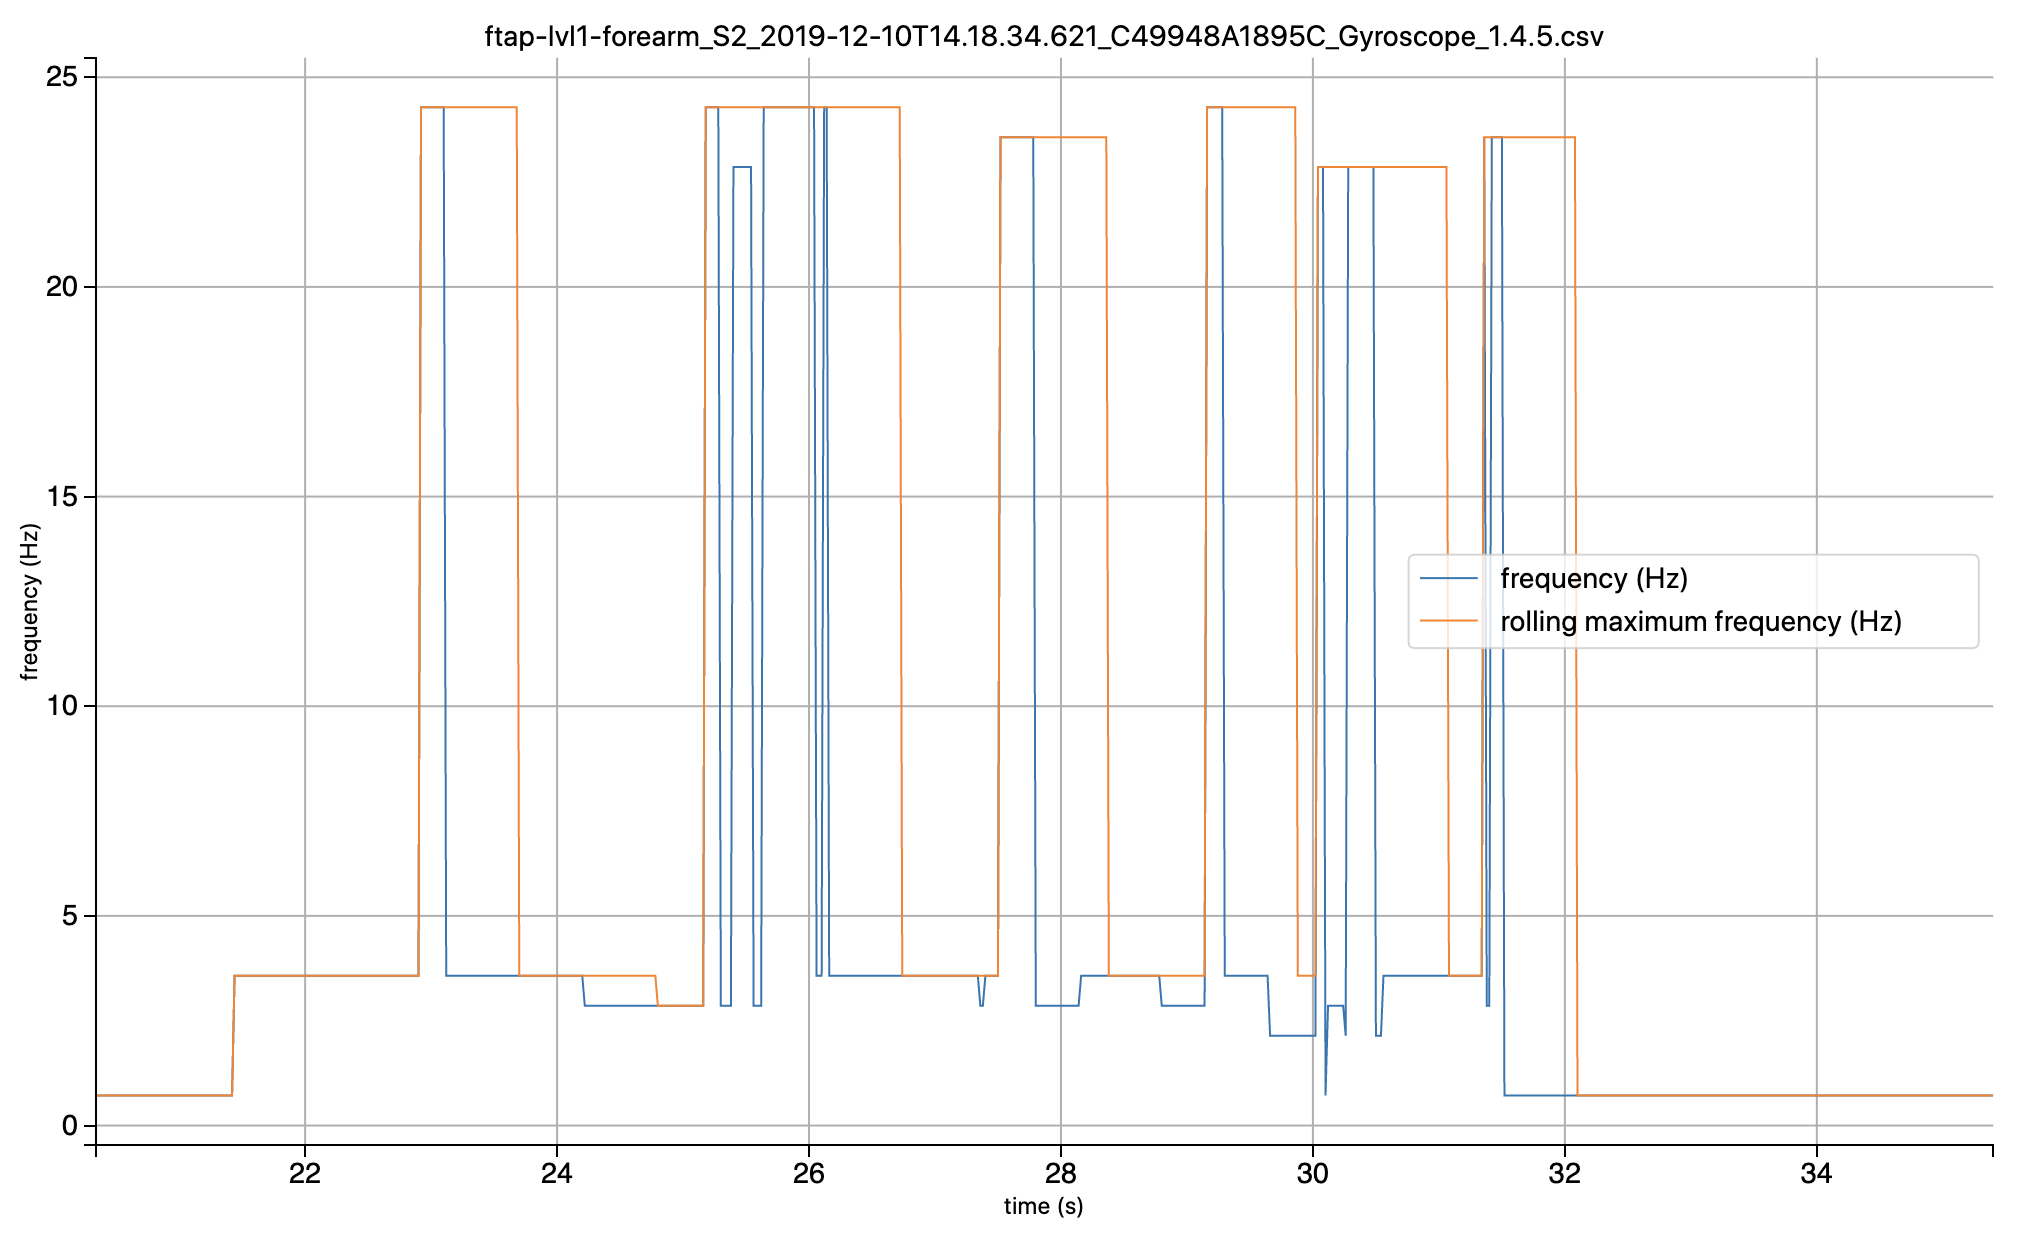 ftap-lvl1-forearm_S2_2019-12-10T14.18.34.621_C49948A1895C_Gyroscope_1.4.5.csv
25
20
15
10
5
0
frequency (Hz)
frequency (Hz)
rolling maximum frequency (Hz)
22 24 26 28 30 32 34
time (s)